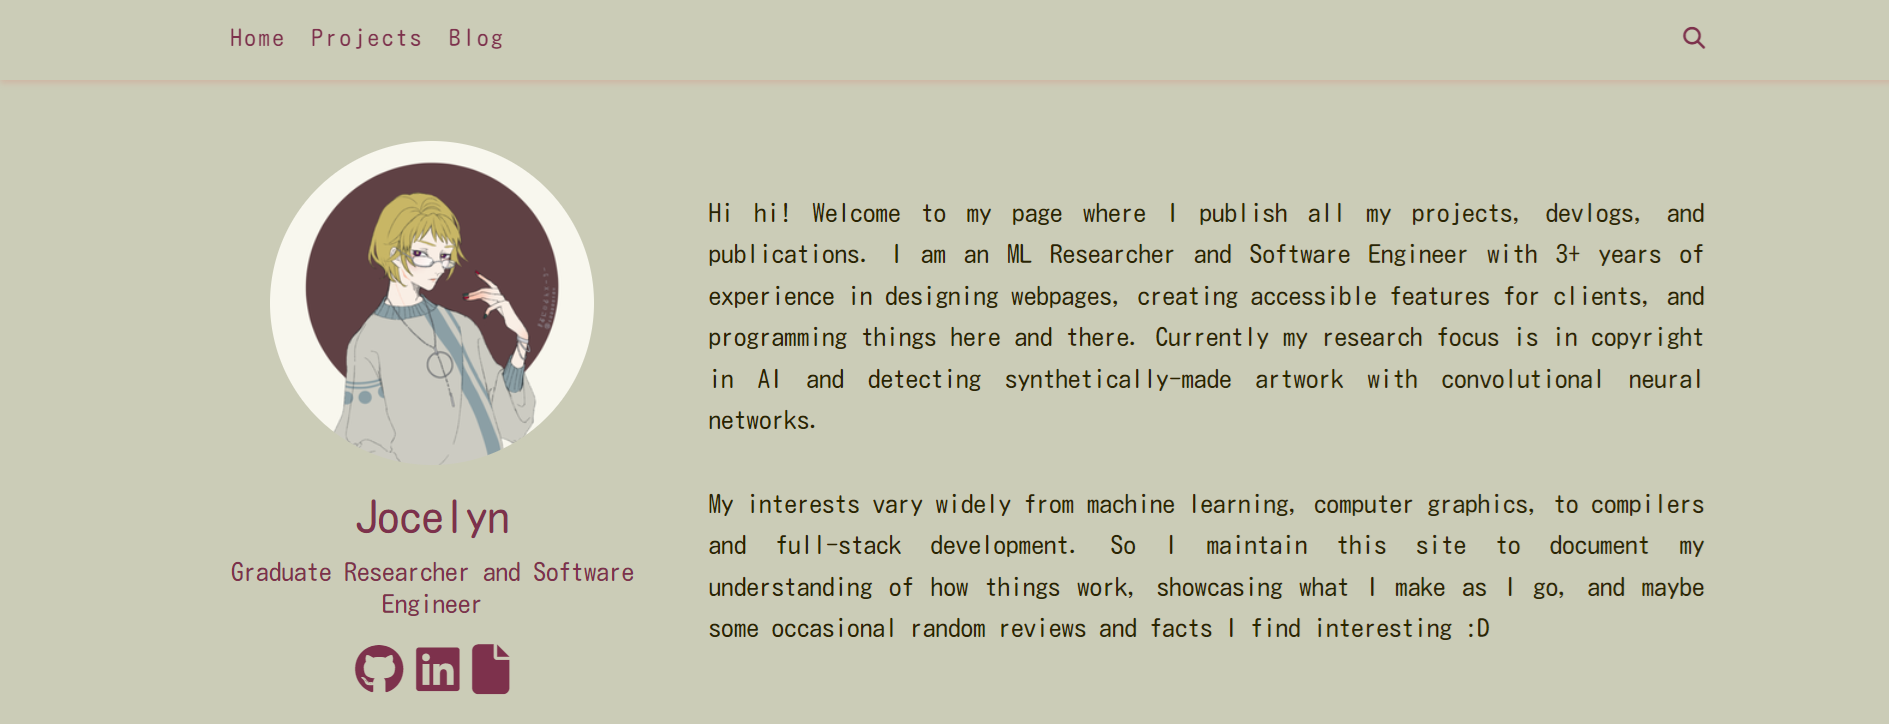 Home Projects Blog
Hi hi! Welcome to my page where I publish all my projects, devlogs, and
publications. I am an ML Researcher and Software Engineer with 3+ years of
experience in designing webpages, creating accessible features for clients, and
programming things here and there. Currently my research focus is in copyright
in AI and detecting synthetically-made artwork with convolutional neural
networks.
My interests vary widely from machine learning, computer graphics, to compilers
and full-stack development. So I maintain this site to document my
understanding of how things work, showcasing what I make as I go, and maybe
some occasional random reviews and facts I find interesting :D
Jocelyn
Graduate Researcher and Software
Engineer
in